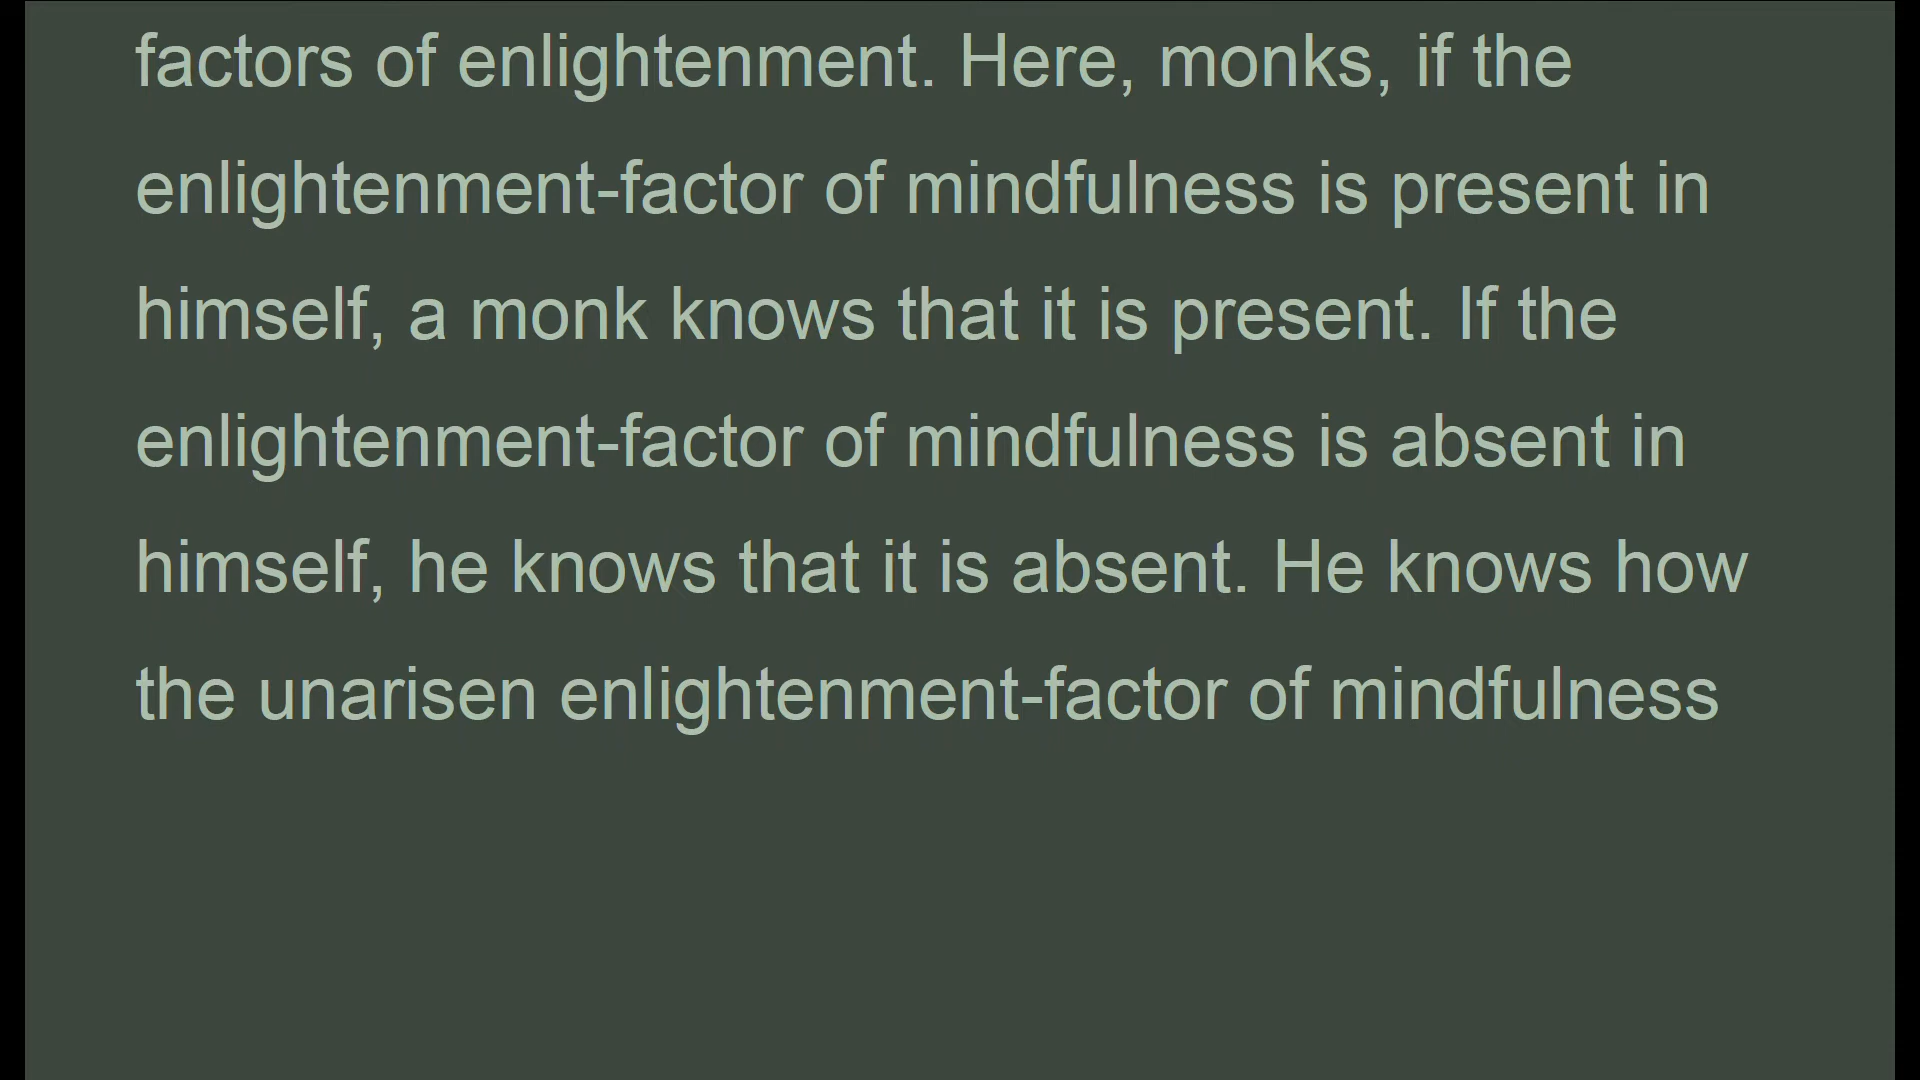 factors of enlightenment. Here, monks, if the
enlightenment-factor of mindfulness is present in
himself, a monk knows that it is present. If the
enlightenment-factor of mindfulness is absent in
himself, he knows that it is absent. He knows how
the unarisen enlightenment-factor of mindfulness